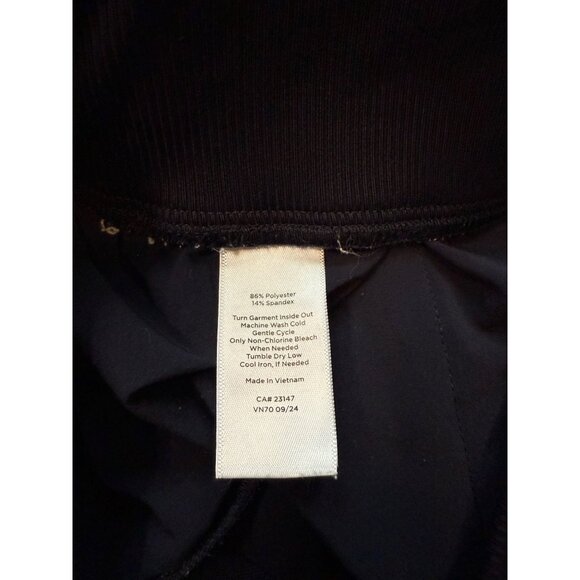 86% Polyester
14% Spandex
Turn Garment Inside Out
Machine Wash Cold
Gentle Cycle
Only Non-Chlorine Bleach
When Needed
Tumble Dry Low
Cool Iron, If Needed
Made in Vietnam
CA# 23147
VN70 09/24